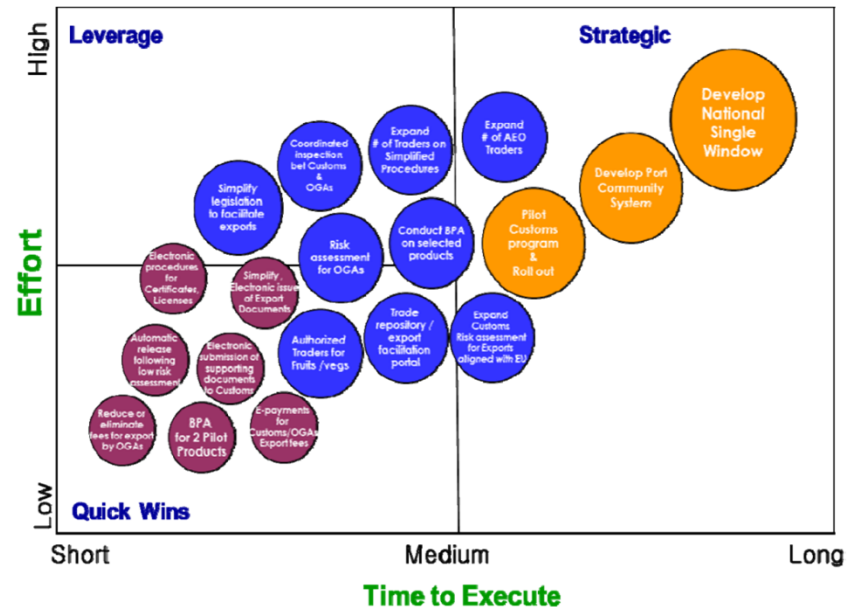 High
Leverage
Strategic
Develop
National
Single
Window
Expand
# of AEO
Traders
Expand
# of Traders on
Simplified
Procedures
Coordinated
inspection
bet Customs
&
OGAs
Develop Port
Community
System
Simplify
legislation
to facilitate
exports
Pilot
Customs
program
&
Roll out
Conduct BPA
on selected
products
Risk
assessment
for OGAs
Electronic
procedures
for
Certificates,
Licenses
Simplify
Electronic issue
of Export
Documents
Effort
Trade
repository /
export
facilitation
portal
Expand
Customs
Risk assessment
for Exports
aligned with EU
Authorized
Traders for
Fruits /vegs
Automatic
release
following
low risk
assessment
Electronic
submission of
supporting
documents
to Customs
Reduce or
eliminate
fees for export
by OGAs
BPA
for 2 Pilot
Products
E-payments
for
Customs/OGAs
Export fees
Low
Quick Wins
Short
Medium
Long
Time to Execute